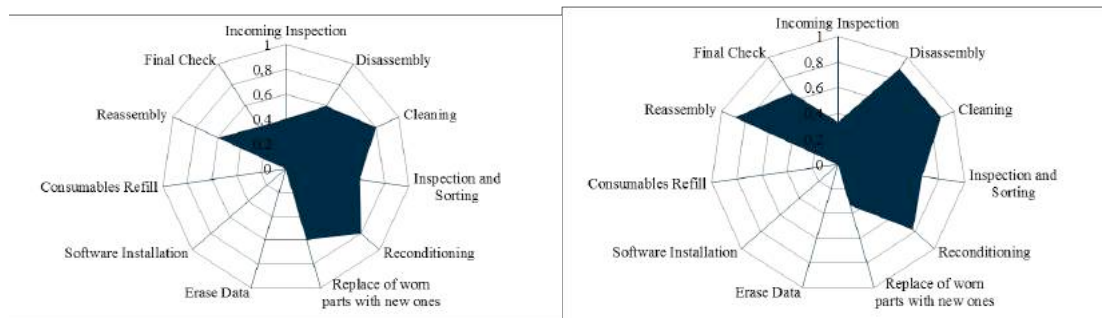 Incoming Inspection
Final Check
1
Disassembly
0,8
0,6
Reassembly
Cleaning
0,4
0,2
0
Consumables Refill
Inspection and
Sorting
Software Installation
Reconditioning
Erase Data
Replace of worn
parts with new ones
Incoming Inspection
Final Check
1
Disassembly
0,8
0,6
Reassembly
Cleaning
0,4
0,2
0
Consumables Refill
Inspection and
Sorting
Software Installation
Reconditioning
Erase Data
Replace of worn
parts with new ones